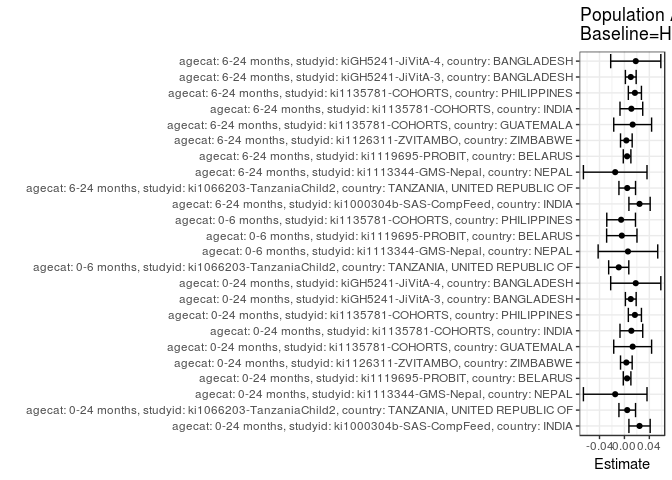 Population
Baseline=H
agecat: 6-24 months, studyid: kiGH5241-JiVitA-4, country: BANGLADESH
agecat: 6-24 months, studyid: kiGH5241-JiVitA-3, country: BANGLADESH
agecat: 6-24 months, studyid: ki1135781-COHORTS, country: PHILIPPINES
agecat: 6-24 months, studyid: ki1135781-COHORTS, country: INDIA
agecat: 6-24 months, studyid: ki1135781-COHORTS, country: GUATEMALA
agecat: 6-24 months, studyid: ki1126311-ZVITAMBO, country: ZIMBABWE
agecat: 6-24 months, studyid: ki1119695-PROBIT, country: BELARUS
agecat: 6-24 months, studyid: ki1113344-GMS-Nepal, country: NEPAL
agecat: 6-24 months, studyid: ki1066203-TanzaniaChild2, country: TANZANIA, UNITED REPUBLIC OF
agecat: 6-24 months, studyid: ki1000304b-SAS-CompFeed, country: INDIA
agecat: 0-6 months, studyid: ki1135781-COHORTS, country: PHILIPPINES
agecat: 0-6 months, studyid: ki1119695-PROBIT, country: BELARUS
agecat: 0-6 months, studyid: ki1113344-GMS-Nepal, country: NEPAL
agecat: 0-6 months, studyid: ki1066203-TanzaniaChild2, country: TANZANIA, UNITED REPUBLIC OF
agecat: 0-24 months, studyid: kiGH5241-JiVitA-4, country: BANGLADESH
agecat: 0-24 months, studyid: kiGH5241-JiVitA-3, country: BANGLADESH
agecat: 0-24 months, studyid: ki1135781-COHORTS, country: PHILIPPINES
agecat: 0-24 months, studyid: ki1135781-COHORTS, country: INDIA
agecat: 0-24 months, studyid: ki1135781-COHORTS, country: GUATEMALA
agecat: 0-24 months, studyid: ki1126311-ZVITAMBO, country: ZIMBABWE
agecat: 0-24 months, studyid: ki1119695-PROBIT, country: BELARUS
agecat: 0-24 months, studyid: ki1113344-GMS-Nepal, country: NEPAL
agecat: 0-24 months, studyid: ki1066203-TanzaniaChild2, country: TANZANIA, UNITED REPUBLIC OF
agecat: 0-24 months, studyid: ki1000304b-SAS-CompFeed, country: INDIA
-0.04 0.00 0.04
Estimate